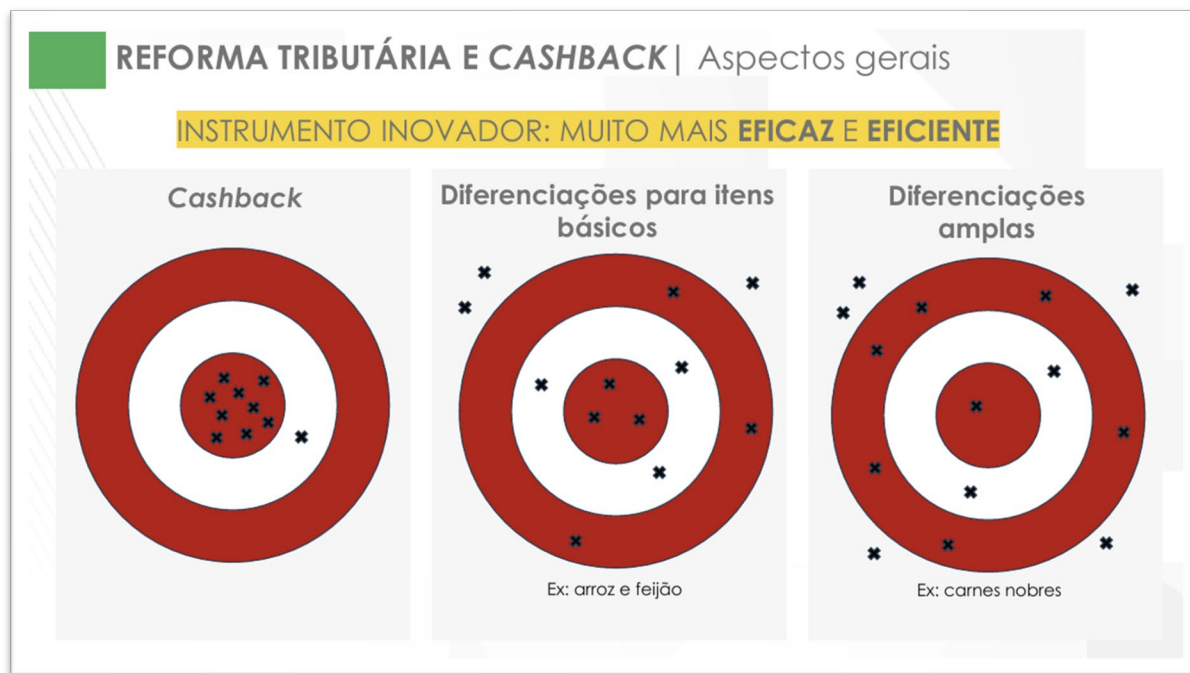 REFORMA TRIBUTÁRIA E CASHBACK| Aspectos gerais
INSTRUMENTO INOVADOR: MUITO MAIS EFICAZ E EFICIENTE
Cashback
Diferenciações para itens
básicos
Ex: arroz e feijão
Diferenciações
amplas
Ex: carnes nobres